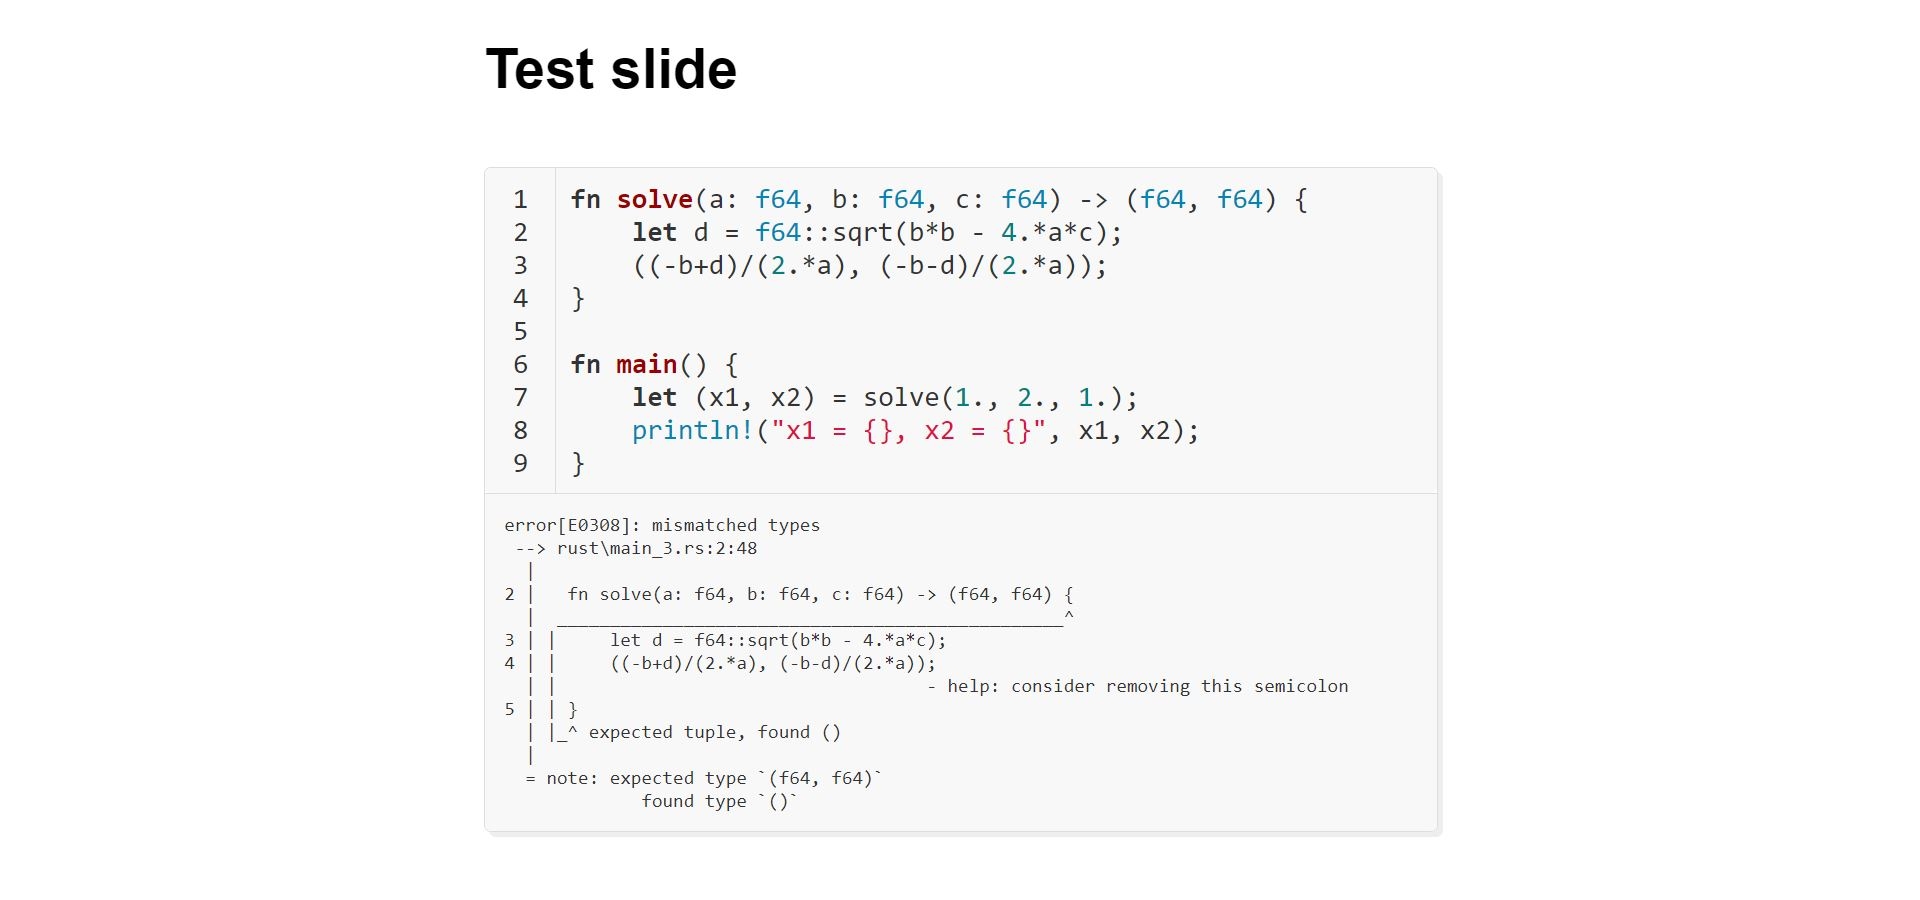 Test slide
1 fn solve(a: f64, b: f64, c: f64) -> (f64, f64) {
2     let d = f64::sqrt(b*b - 4.*a*c);
3     ((-b+d)/(2.*a), (-b-d)/(2.*a));
4 }
5
6 fn main() {
7     let (x1, x2) = solve(1., 2., 1.);
8     println!("x1 = {}, x2 = {}", x1, x2);
9 }
error[E0308]: mismatched types
 --> rust\main_3.rs:2:48
  |
2 |   fn solve(a: f64, b: f64, c: f64) -> (f64, f64) {
  |  ________________________________________________^
3 | |     let d = f64::sqrt(b*b - 4.*a*c);
4 | |     ((-b+d)/(2.*a), (-b-d)/(2.*a));
  | |                                   - help: consider removing this semicolon
5 | | }
  | |_^ expected tuple, found ()
  |
  = note: expected type `(f64, f64)`
             found type `()`